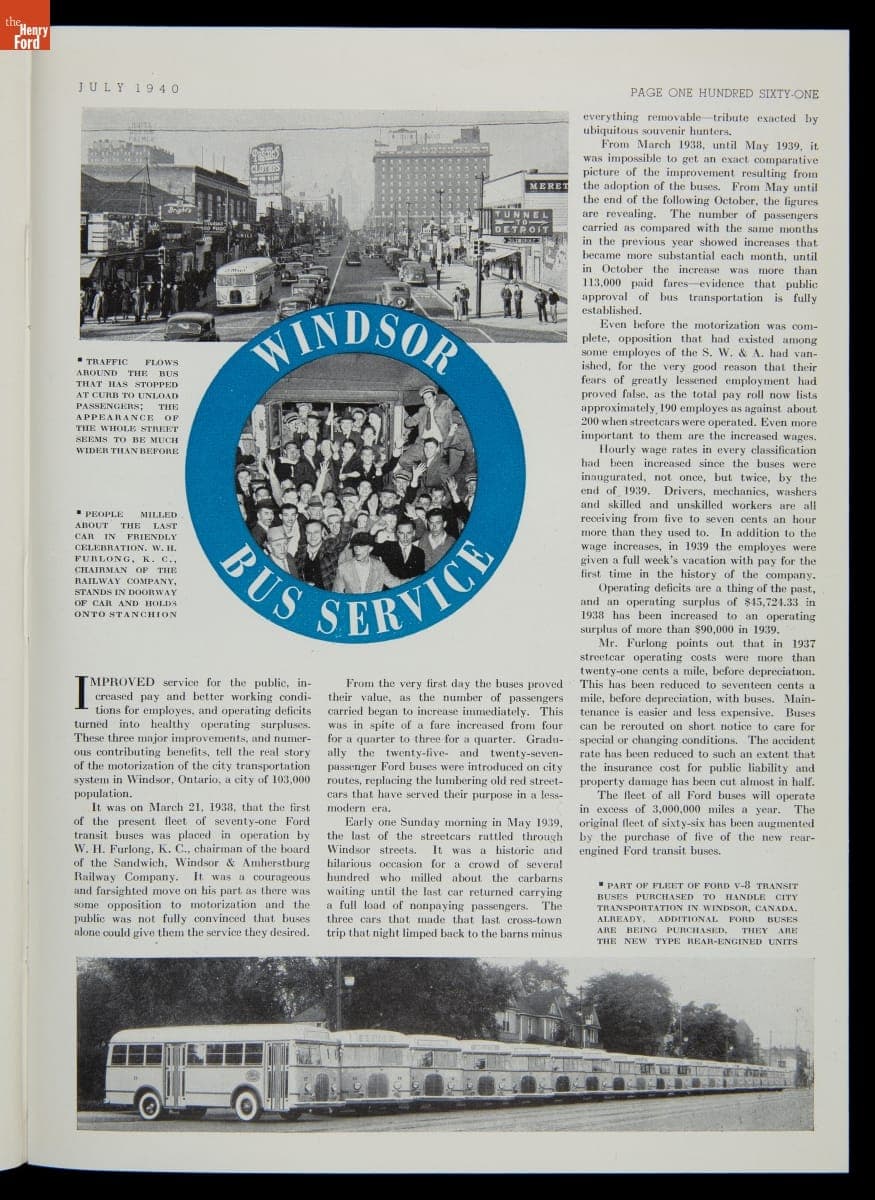 the
Henry
Ford
JULY 1940
PAGE ONE HUNDRED SIXTY-ONE
MERET
TUNNEL
TO
DETROIT
CLOTHES
WINDSOR
BUS SERVICE
▪ TRAFFIC FLOWS
AROUND THE BUS
THAT HAS STOPPED
AT CURB TO UNLOAD
PASSENGERS; THE
APPEARANCE OF
THE WHOLE STREET
SEEMS TO BE MUCH
WIDER THAN BEFORE
▪ PEOPLE MILLED
ABOUT THE LAST
CAR IN FRIENDLY
CELEBRATION. W. H.
FURLONG, K. C.,
CHAIRMAN OF THE
RAILWAY COMPANY,
STANDS IN DOORWAY
OF CAR AND HOLDS
ONTO STANCHION
IMPROVED service for the public, in-
creased pay and better working condi-
tions for employes, and operating deficits
turned into healthy operating surpluses.
These three major improvements, and numer-
ous contributing benefits, tell the real story
of the motorization of the city transportation
system in Windsor, Ontario, a city of 103,000
population.
It was on March 21, 1938, that the first
of the present fleet of seventy-one Ford
transit buses was placed in operation by
W. H. Furlong, K. C., chairman of the board
of the Sandwich, Windsor & Amherstburg
Railway Company. It was a courageous
and farsighted move on his part as there was
some opposition to motorization and the
public was not fully convinced that buses
alone could give them the service they desired.
From the very first day the buses proved
their value, as the number of passengers
carried began to increase immediately. This
was in spite of a fare increased from four
for a quarter to three for a quarter. Gradu-
ally the twenty-five- and twenty-seven-
passenger Ford buses were introduced on city
routes, replacing the lumbering old red street-
cars that have served their purpose in a less-
modern era.
Early one Sunday morning in May 1939,
the last of the streetcars rattled through
Windsor streets. It was a historic and
hilarious occasion for a crowd of several
hundred who milled about the carbarns
waiting until the last car returned carrying
a full load of nonpaying passengers. The
three cars that made that last cross-town
trip that night limped back to the barns minus
everything removable—tribute exacted by
ubiquitous souvenir hunters.
From March 1938, until May 1939, it
was impossible to get an exact comparative
picture of the improvement resulting from
the adoption of the buses. From May until
the end of the following October, the figures
are revealing. The number of passengers
carried as compared with the same months
in the previous year showed increases that
became more substantial each month, until
in October the increase was more than
113,000 paid fares—evidence that public
approval of bus transportation is fully
established.
Even before the motorization was com-
plete, opposition that had existed among
some employes of the S. W. & A. had van-
ished, for the very good reason that their
fears of greatly lessened employment had
proved false, as the total pay roll now lists
approximately 190 employes as against about
200 when streetcars were operated. Even more
important to them are the increased wages.
Hourly wage rates in every classification
had been increased since the buses were
inaugurated, not once, but twice, by the
end of 1939. Drivers, mechanics, washers
and skilled and unskilled workers are all
receiving from five to seven cents an hour
more than they used to. In addition to the
wage increases, in 1939 the employes were
given a full week's vacation with pay for the
first time in the history of the company.
Operating deficits are a thing of the past,
and an operating surplus of $45,724.33 in
1938 has been increased to an operating
surplus of more than $90,000 in 1939.
Mr. Furlong points out that in 1937
streetcar operating costs were more than
twenty-one cents a mile, before depreciation.
This has been reduced to seventeen cents a
mile, before depreciation, with buses. Main-
tenance is easier and less expensive. Buses
can be rerouted on short notice to care for
special or changing conditions. The accident
rate has been reduced to such an extent that
the insurance cost for public liability and
property damage has been cut almost in half.
The fleet of all Ford buses will operate
in excess of 3,000,000 miles a year. The
original fleet of sixty-six has been augmented
by the purchase of five of the new rear-
engined Ford transit buses.
▪ PART OF FLEET OF FORD V-8 TRANSIT
BUSES PURCHASED TO HANDLE CITY
TRANSPORTATION IN WINDSOR, CANADA.
ALREADY, ADDITIONAL FORD BUSES
ARE BEING PURCHASED. THEY ARE
THE NEW TYPE REAR-ENGINED UNITS